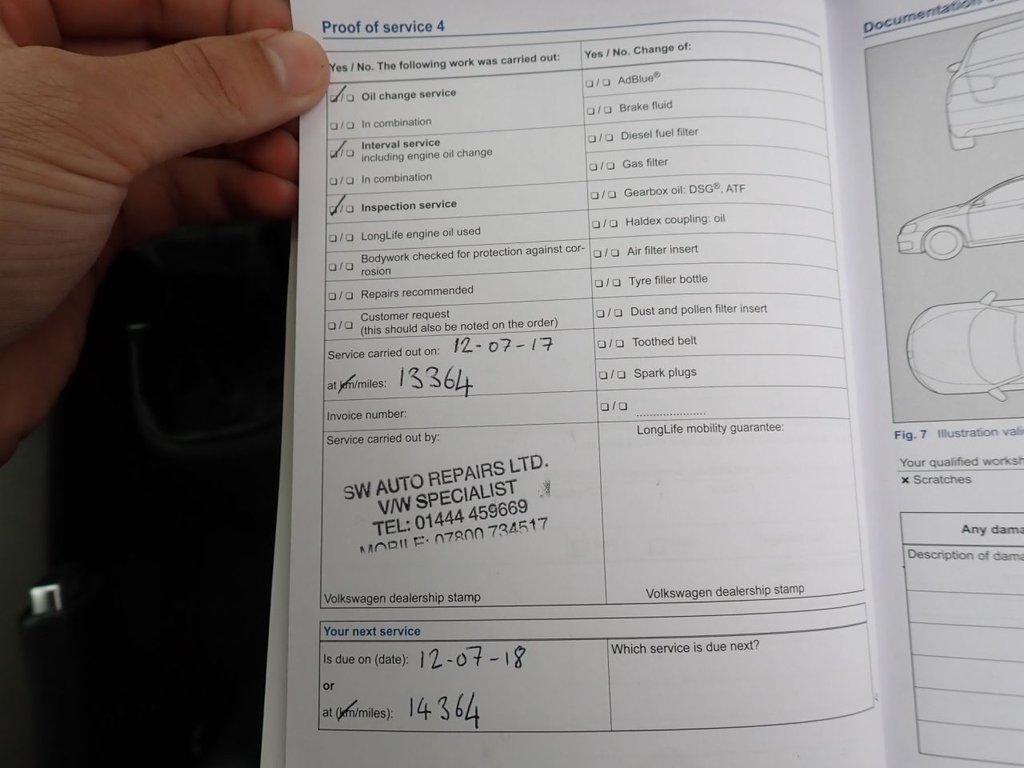 Proof of service 4
Yes / No. The following work was carried out:
☑/☐ Oil change service
☐/☐ In combination
☑/☐ Interval service
including engine oil change
☐/☐ In combination
☑/☐ Inspection service
☐/☐ LongLife engine oil used
☐/☐ Bodywork checked for protection against cor-
rosion
☐/☐ Repairs recommended
☐/☐ Customer request
(this should also be noted on the order)
Service carried out on: 12-07-17
at km/miles: 13364
Invoice number:
Service carried out by:
SW AUTO REPAIRS LTD.
V/W SPECIALIST
TEL: 01444 459669
MOBILE: 07800 734517
Volkswagen dealership stamp
Yes / No. Change of:
☐/☐ AdBlue®
☐/☐ Brake fluid
☐/☐ Diesel fuel filter
☐/☐ Gas filter
☐/☐ Gearbox oil: DSG®, ATF
☐/☐ Haldex coupling: oil
☐/☐ Air filter insert
☐/☐ Tyre filler bottle
☐/☐ Dust and pollen filter insert
☐/☐ Toothed belt
☐/☐ Spark plugs
☐/☐ ......................
LongLife mobility guarantee:
Volkswagen dealership stamp
Your next service
Is due on (date): 12-07-18
or
at (km/miles): 14364
Which service is due next?
Documentation
Fig. 7 Illustration vali
Your qualified worksh
× Scratches
Any dama
Description of dama